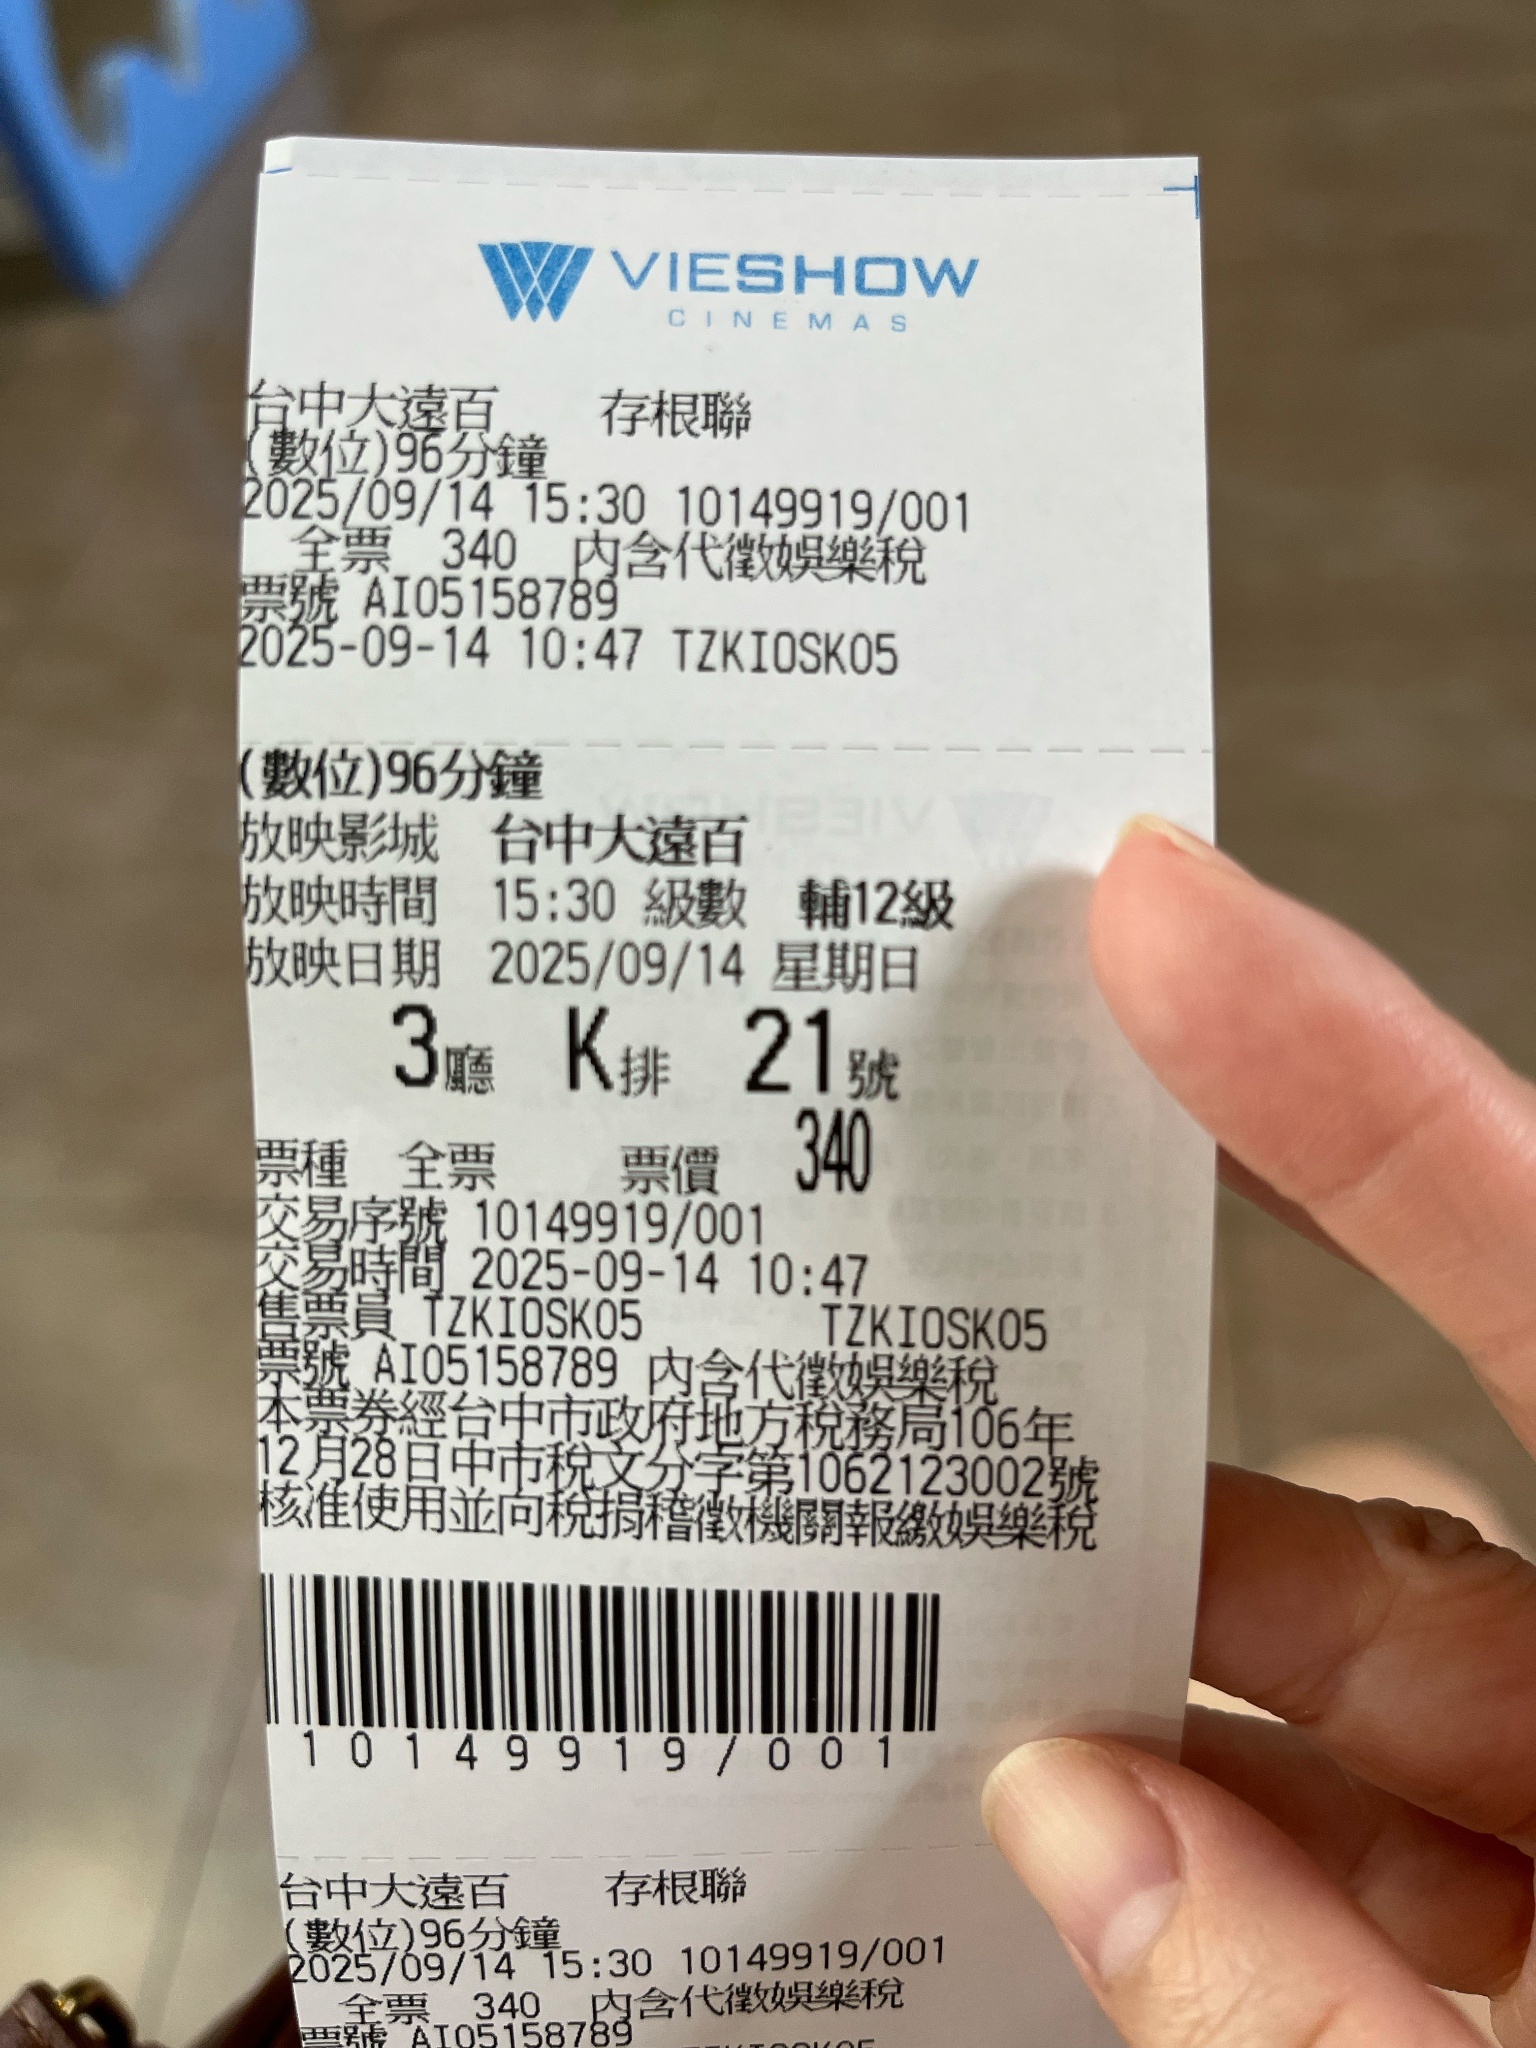 VIESHOW
CINEMAS
台中大遠百 存根聯
(數位)96分鐘
2025/09/14 15:30 10149919/001
全票 340 內含代徵娛樂稅
票號 AI05158789
2025-09-14 10:47 TZKIOSK05
(數位)96分鐘
放映影城 台中大遠百
放映時間 15:30 級數 輔12級
放映日期 2025/09/14 星期日
3廳 K排 21號
票種 全票 票價 340
交易序號 10149919/001
交易時間 2025-09-14 10:47
售票員 TZKIOSK05 TZKIOSK05
票號 AI05158789 內含代徵娛樂稅
本票券經台中市政府地方稅務局106年
12月28日中市稅文分字第1062123002號
核准使用並向稅捐稽徵機關報繳娛樂稅
10149919/001
台中大遠百 存根聯
(數位)96分鐘
2025/09/14 15:30 10149919/001
全票 340 內含代徵娛樂稅
票號 AI05158789